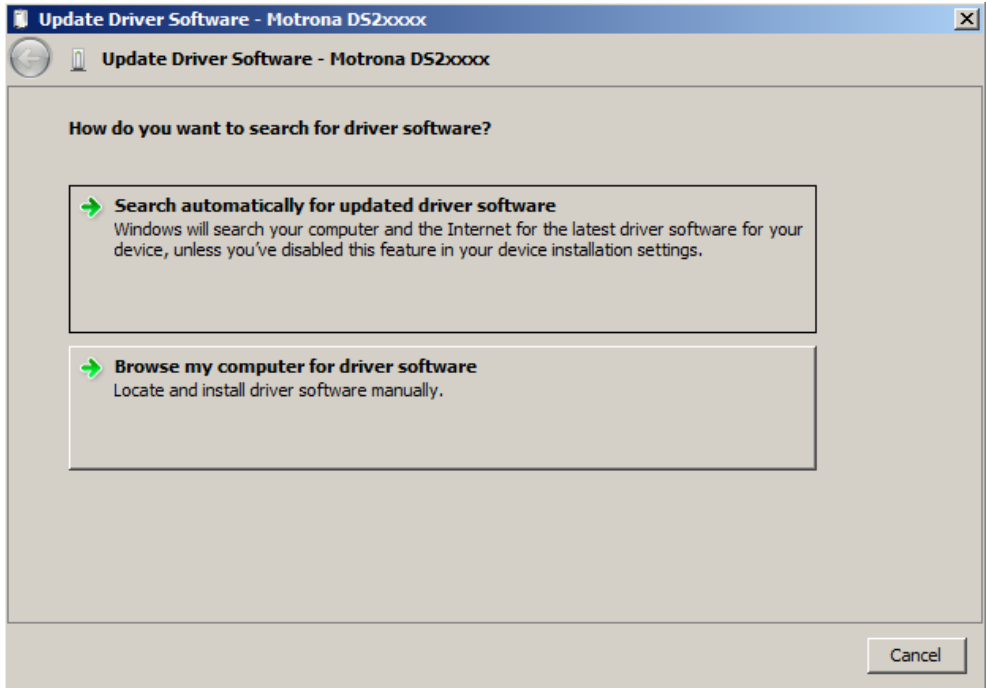 Update Driver Software - Motrona DS2xxxx
Update Driver Software - Motrona DS2xxxx
How do you want to search for driver software?
Search automatically for updated driver software
Windows will search your computer and the Internet for the latest driver software for your
device, unless you've disabled this feature in your device installation settings.
Browse my computer for driver software
Locate and install driver software manually.
Cancel